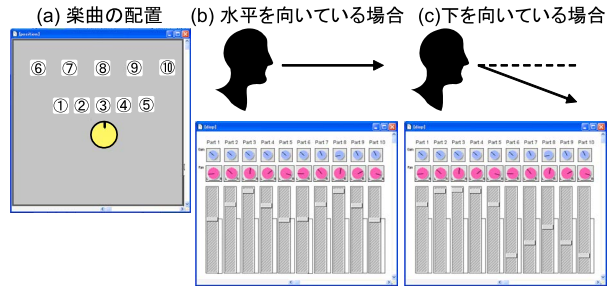 (a) 楽曲の配置
(b) 水平を向いている場合
(c)下を向いている場合
⑥ ⑦ ⑧ ⑨ ⑩
① ② ③ ④ ⑤
Part 1 Part 2 Part 3 Part 4 Part 5 Part 6 Part 7 Part 8 Part 9 Part 10
Part 1 Part 2 Part 3 Part 4 Part 5 Part 6 Part 7 Part 8 Part 9 Part 10